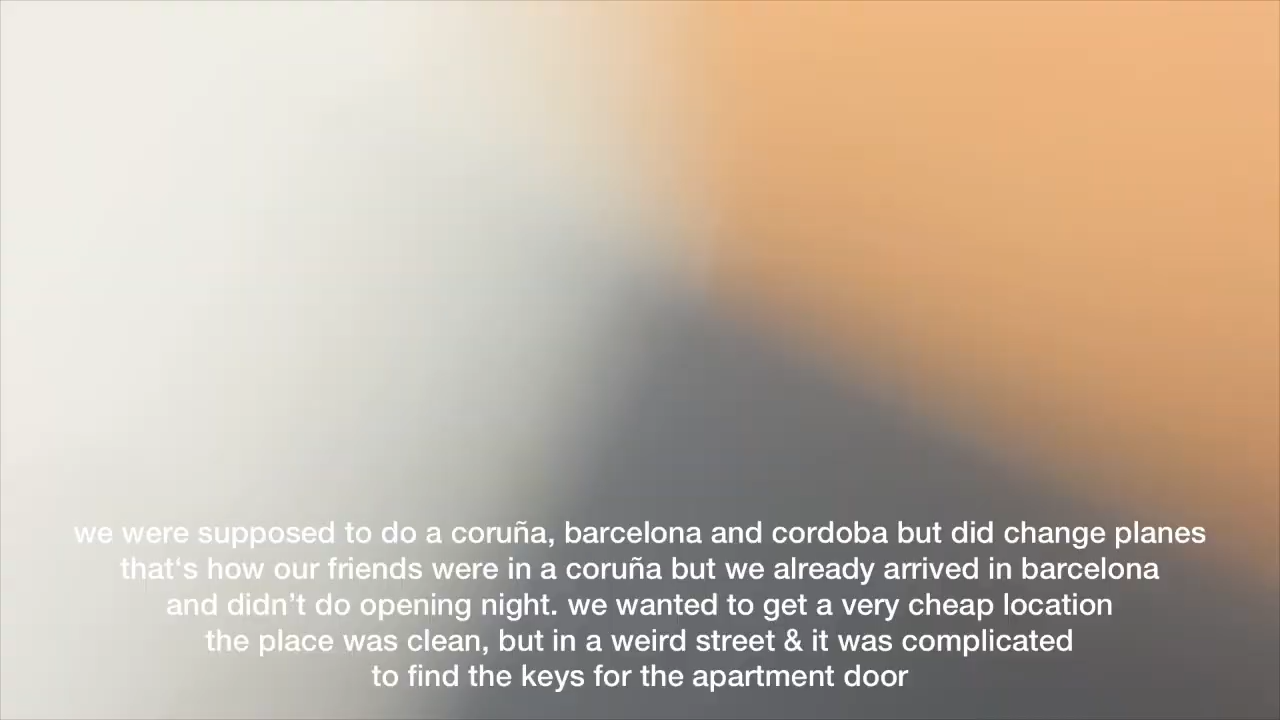 we were supposed to do a coruña, barcelona and cordoba but did change planes
that‘s how our friends were in a coruña but we already arrived in barcelona
and didn’t do opening night. we wanted to get a very cheap location
the place was clean, but in a weird street & it was complicated
to find the keys for the apartment door